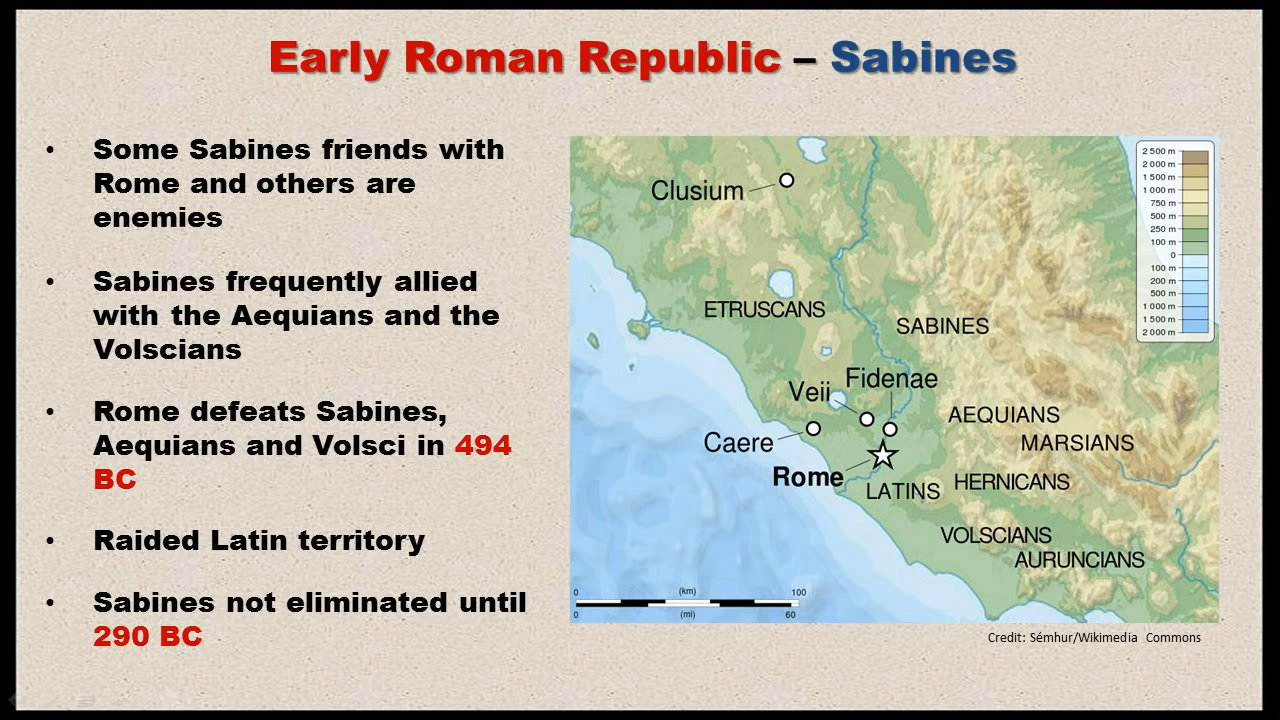 Early Roman Republic – Sabines
• Some Sabines friends with
Rome and others are
enemies
• Sabines frequently allied
with the Aequians and the
Volscians
• Rome defeats Sabines,
Aequians and Volsci in 494
BC
• Raided Latin territory
• Sabines not eliminated until
290 BC
Clusium
ETRUSCANS
SABINES
Veii
Fidenae
Caere
Rome
AEQUIANS
MARSIANS
LATINS
HERNICANS
VOLSCIANS
AURUNCIANS
2 500 m
2 000 m
1 500 m
1 000 m
750 m
500 m
250 m
100 m
0
100 m
200 m
500 m
1 000 m
1 500 m
2 000 m
0 (km) 100
0 (mi) 60
Credit: Sémhur/Wikimedia Commons